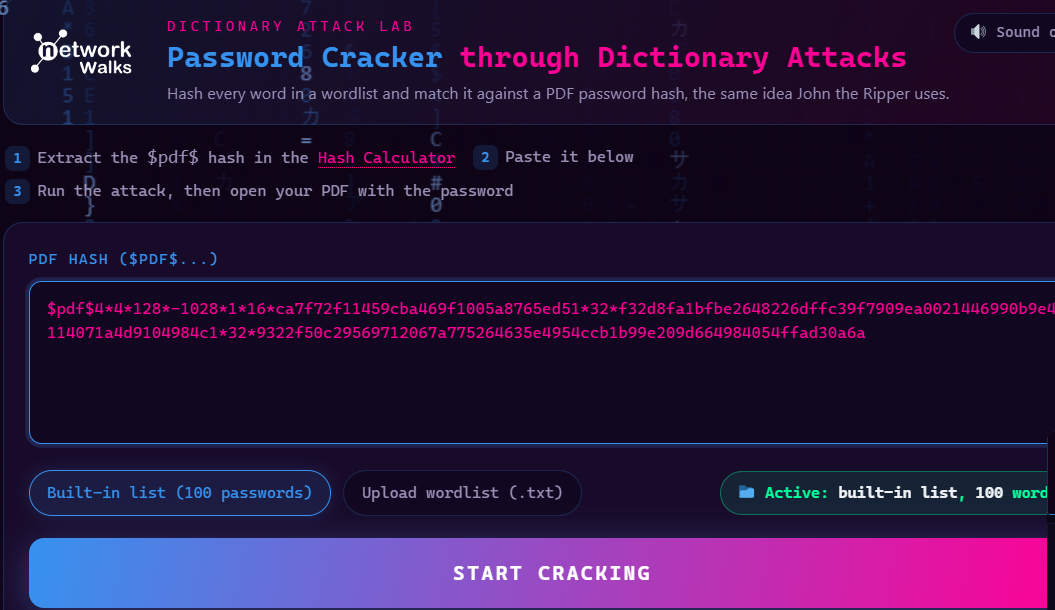 DICTIONARY ATTACK LAB
networkwalks
Password Cracker through Dictionary Attacks
Sound
Hash every word in a wordlist and match it against a PDF password hash, the same idea John the Ripper uses.
1 Extract the $pdf$ hash in the Hash Calculator 2 Paste it below
3 Run the attack, then open your PDF with the password
PDF HASH ($PDF$...)
$pdf$4*4*128*-1028*1*16*ca7f72f11459cba469f1005a8765ed51*32*f32d8fa1bfbe2648226dffc39f7909ea0021446990b9e4
114071a4d9104984c1*32*9322f50c29569712067a775264635e4954ccb1b99e209d664984054ffad30a6a
Built-in list (100 passwords) Upload wordlist (.txt) Active: built-in list, 100 word
START CRACKING